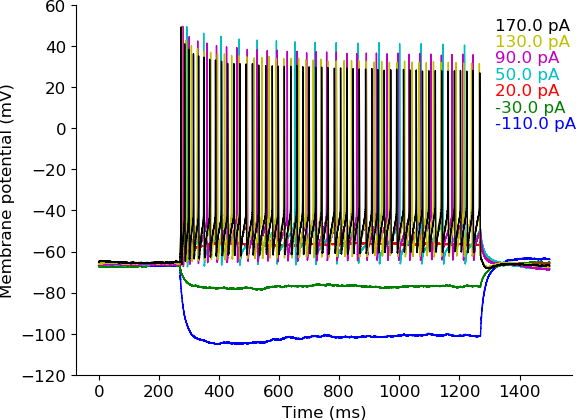 60
40
20
0
−20
−40
−60
−80
−100
−120
Membrane potential (mV)
170.0 pA
130.0 pA
90.0 pA
50.0 pA
20.0 pA
-30.0 pA
-110.0 pA
0
200
400
600
800
1000
1200
1400
Time (ms)